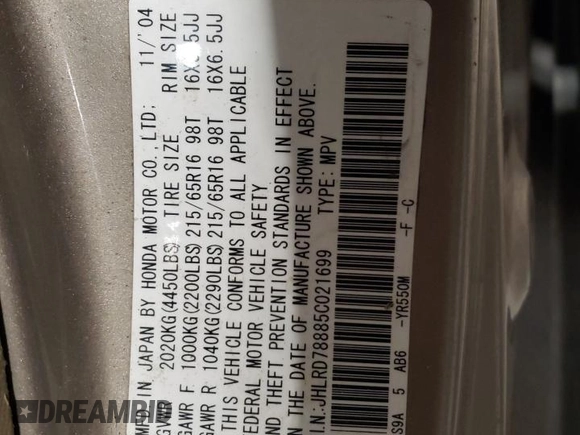 MADE IN JAPAN BY HONDA MOTOR CO.,LTD; 11/'04
GVWR 2020KG(4450LBS) TIRE SIZE RIM SIZE
GAWR F 1000KG(2200LBS) 215/65R16 98T 16X6.5JJ
GAWR R 1040KG(2290LBS) 215/65R16 98T 16X6.5JJ
THIS VEHICLE CONFORMS TO ALL APPLICABLE
FEDERAL MOTOR VEHICLE SAFETY
AND THEFT PREVENTION STANDARDS IN EFFECT
ON THE DATE OF MANUFACTURE SHOWN ABOVE.
V.I.N.:JHLRD78885C021699 TYPE: MPV
S9A 5 AB6 -YR550M -F -C
DREAMBID